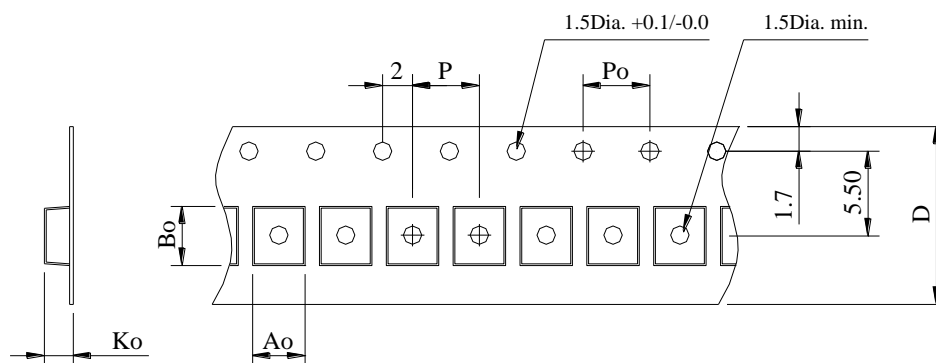 1.5Dia. +0.1/-0.0
1.5Dia. min.
2
P
Po
1.7
5.50
D
Bo
Ko
Ao